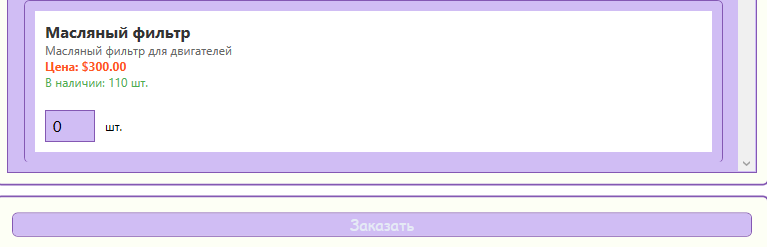 Масляный фильтр
Масляный фильтр для двигателей
Цена: $300.00
В наличии: 110 шт.
0 шт.
Заказать